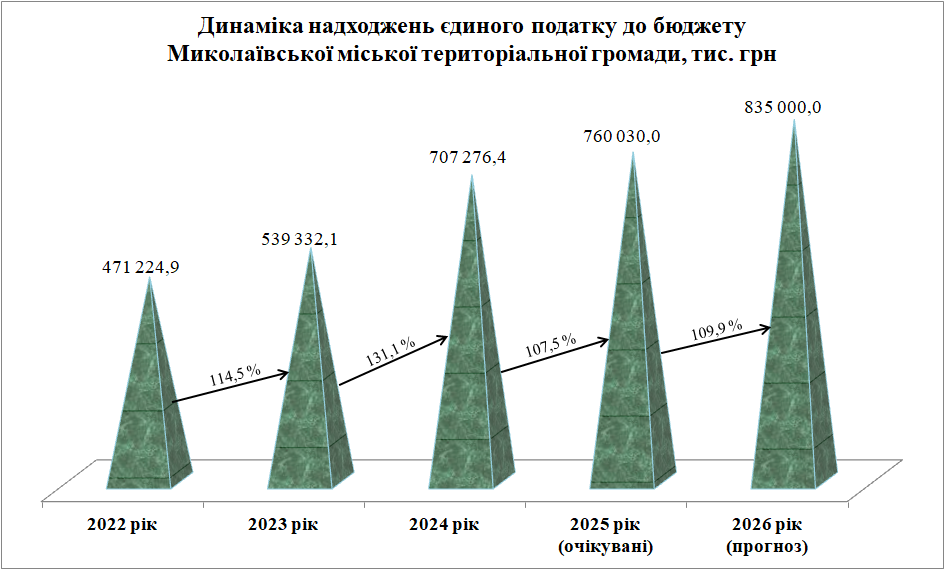 Динаміка надходжень єдиного податку до бюджету
Миколаївської міської територіальної громади, тис. грн
835 000,0
760 030,0
707 276,4
539 332,1
471 224,9
114,5 %
131,1 %
107,5 %
109,9 %
2022 рік
2023 рік
2024 рік
2025 рік
(очікувані)
2026 рік
(прогноз)